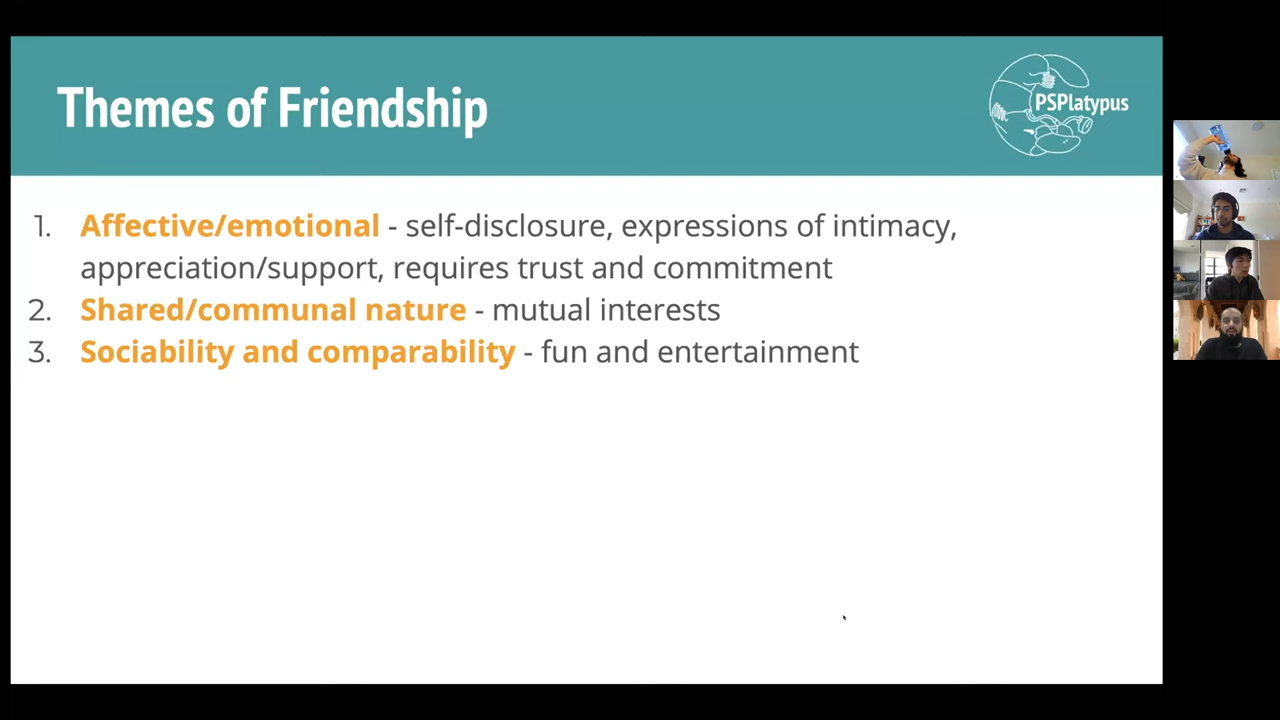 Themes of Friendship
PSPlatypus
1. Affective/emotional - self-disclosure, expressions of intimacy,
appreciation/support, requires trust and commitment
2. Shared/communal nature - mutual interests
3. Sociability and comparability - fun and entertainment